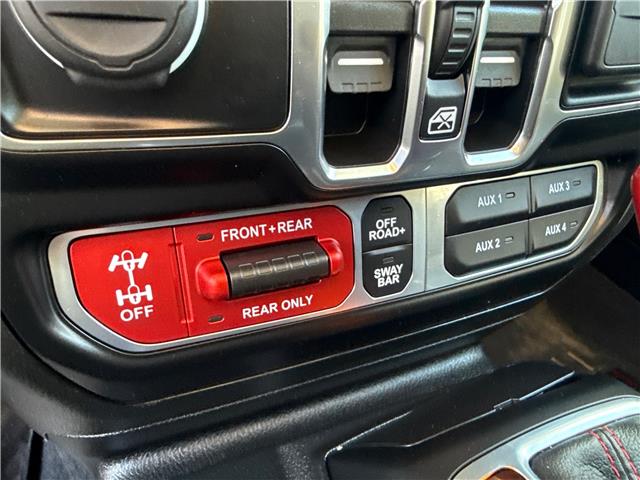 FRONT+REAR
REAR ONLY
OFF
OFF
ROAD+
SWAY
BAR
AUX 1
AUX 3
AUX 2
AUX 4